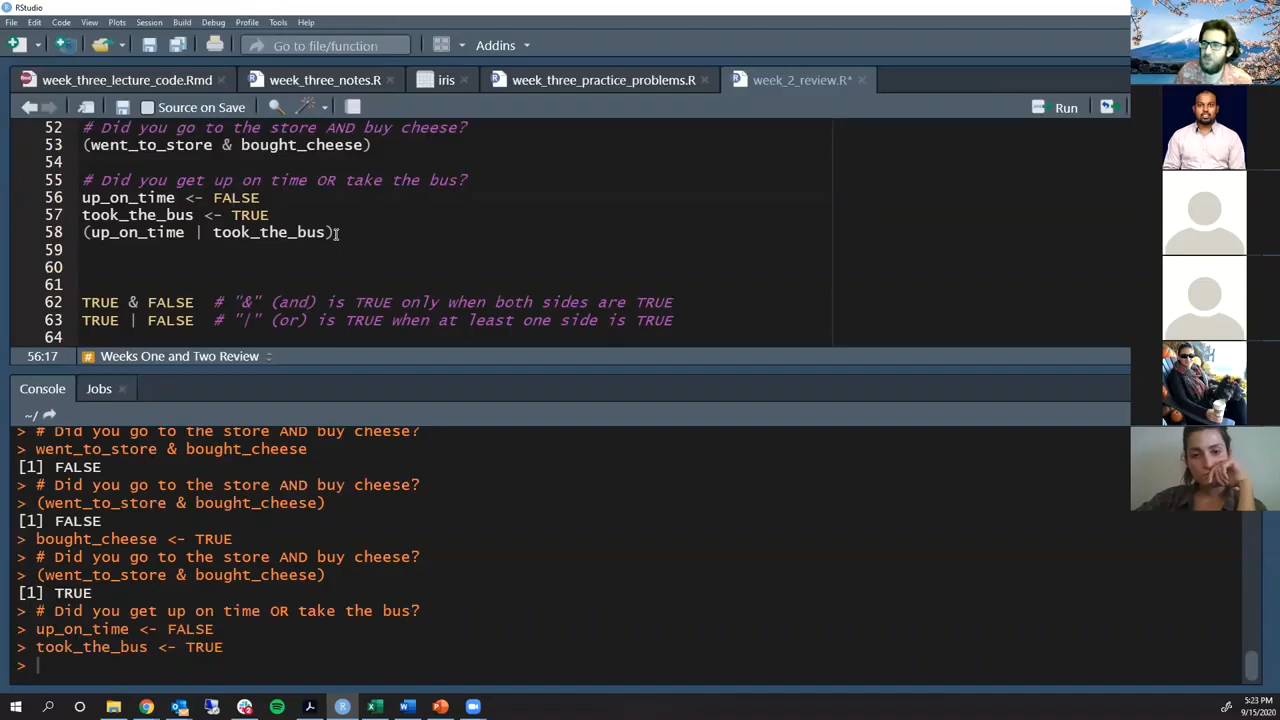 RStudio
File Edit Code View Plots Session Build Debug Profile Tools Help
Go to file/function Addins
week_three_lecture_code.Rmd week_three_notes.R iris week_three_practice_problems.R week_2_review.R*
Source on Save Run
52 # Did you go to the store AND buy cheese?
53 (went_to_store & bought_cheese)
54
55 # Did you get up on time OR take the bus?
56 up_on_time <- FALSE
57 took_the_bus <- TRUE
58 (up_on_time | took_the_bus)
59
60
61
62 TRUE & FALSE # "&" (and) is TRUE only when both sides are TRUE
63 TRUE | FALSE # "|" (or) is TRUE when at least one side is TRUE
64
56:17 # Weeks One and Two Review
Console Jobs
~/
> # Did you go to the store AND buy cheese?
> went_to_store & bought_cheese
[1] FALSE
> # Did you go to the store AND buy cheese?
> (went_to_store & bought_cheese)
[1] FALSE
> bought_cheese <- TRUE
> # Did you go to the store AND buy cheese?
> (went_to_store & bought_cheese)
[1] TRUE
> # Did you get up on time OR take the bus?
> up_on_time <- FALSE
> took_the_bus <- TRUE
>
5:23 PM
9/15/2020